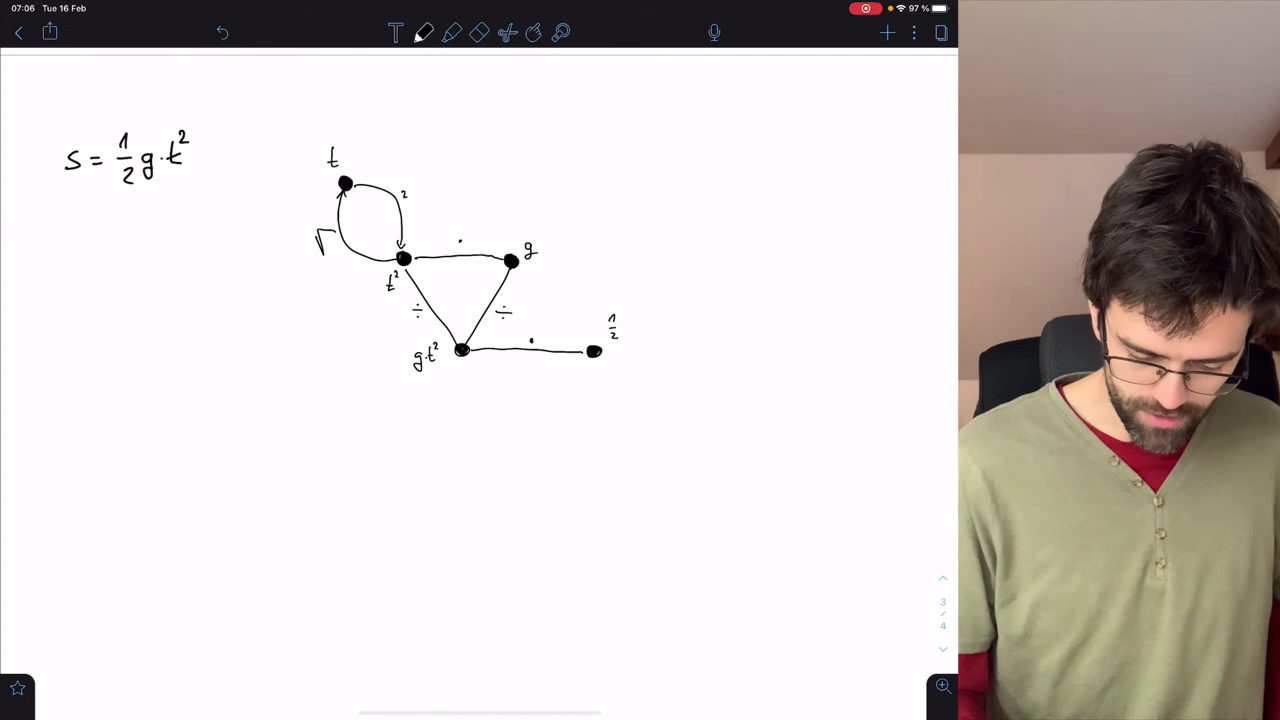 07:06 Tue 16 Feb
97 %
T
s = 1/2 g·t²
t
2
√
·
g
t²
÷
÷
1/2
·
g·t²
3
/
4